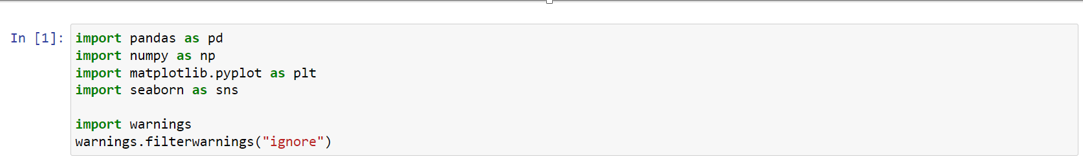 In [1]: import pandas as pd
import numpy as np
import matplotlib.pyplot as plt
import seaborn as sns
import warnings
warnings.filterwarnings("ignore")